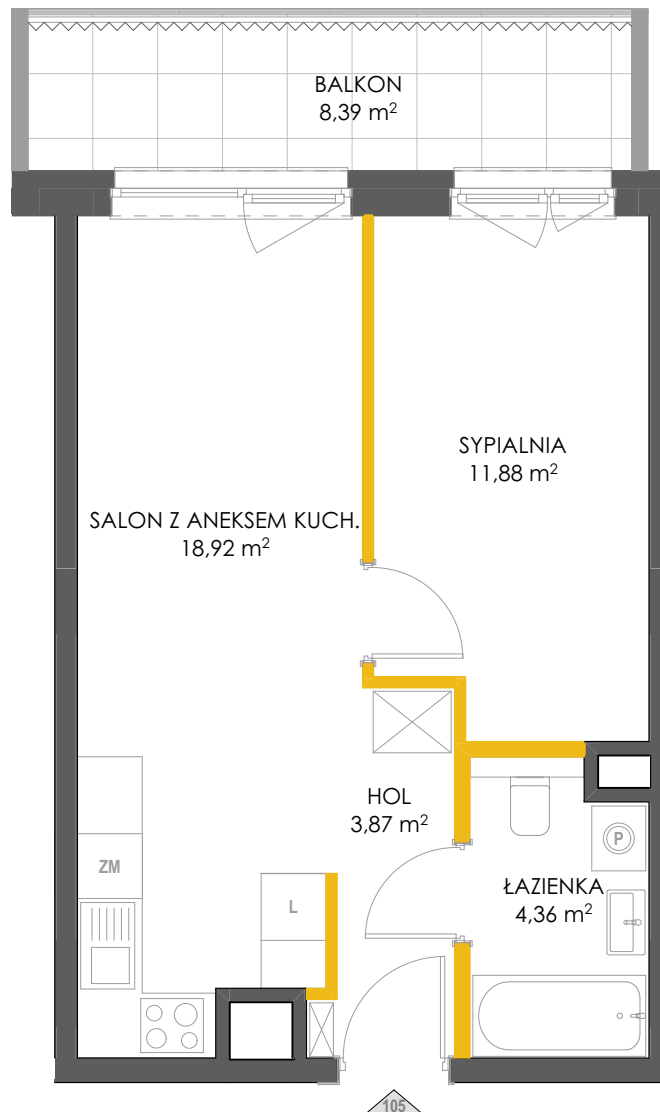 BALKON
8,39 m²
SYPIALNIA
11,88 m²
SALON Z ANEKSEM KUCH.
18,92 m²
HOL
3,87 m²
ZM
P
ŁAZIENKA
4,36 m²
L
105